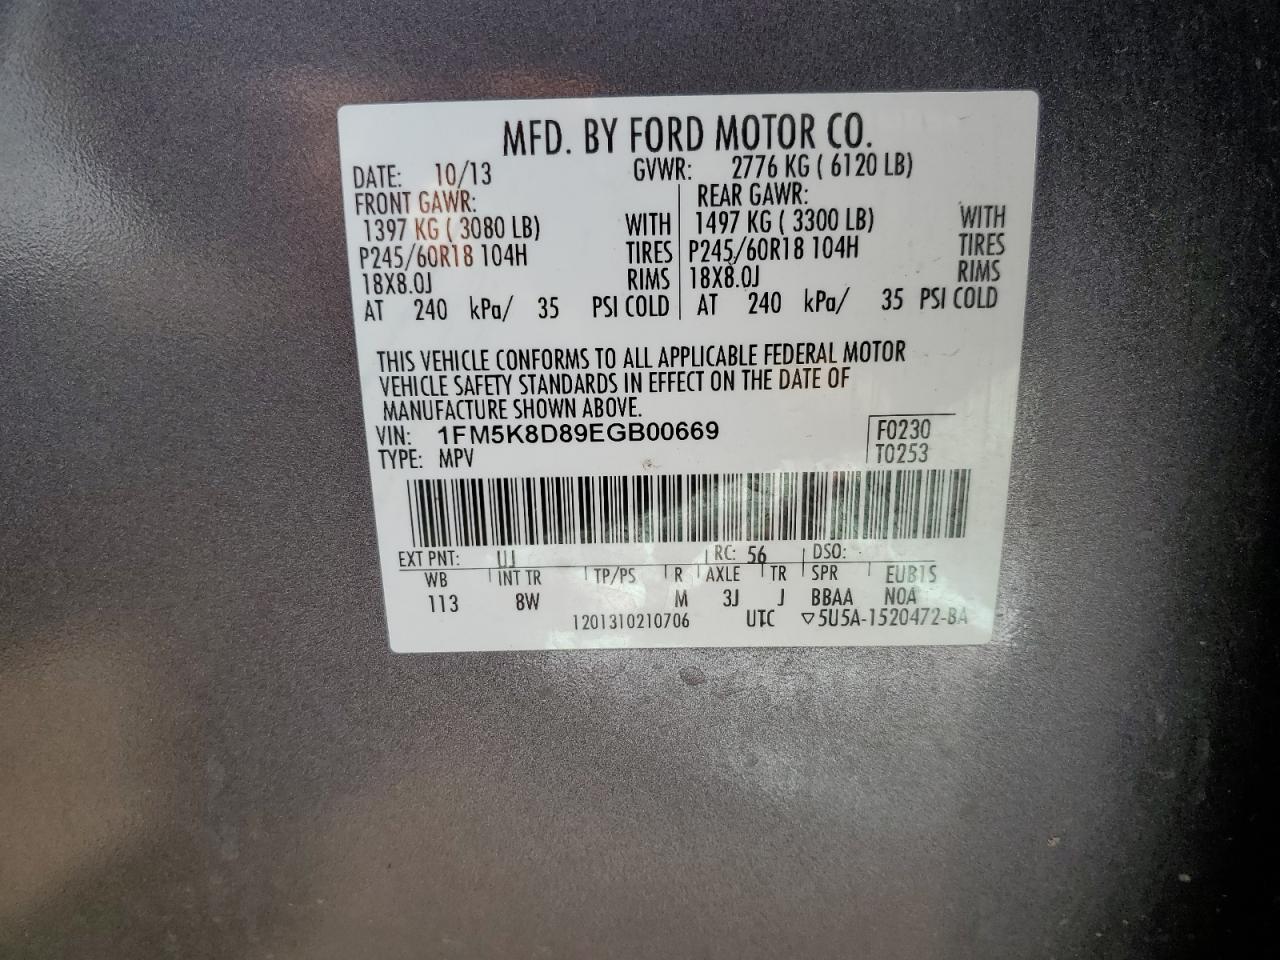 MFD. BY FORD MOTOR CO.
DATE: 10/13 GVWR: 2776 KG ( 6120 LB)
FRONT GAWR: REAR GAWR:
1397 KG ( 3080 LB) WITH 1497 KG ( 3300 LB) WITH
P245/60R18 104H TIRES P245/60R18 104H TIRES
18X8.0J RIMS 18X8.0J RIMS
AT 240 kPa/ 35 PSI COLD AT 240 kPa/ 35 PSI COLD
THIS VEHICLE CONFORMS TO ALL APPLICABLE FEDERAL MOTOR
VEHICLE SAFETY STANDARDS IN EFFECT ON THE DATE OF
MANUFACTURE SHOWN ABOVE.
VIN: 1FM5K8D89EGB00669 F0230
TYPE: MPV T0253
EXT PNT: UJ RC: 56 DSO:
WB INT TR TP/PS R AXLE TR SPR EUB1S
113 8W M 3J J BBAA NOA
1201310210706 UTC ▽5U5A-1520472-BA